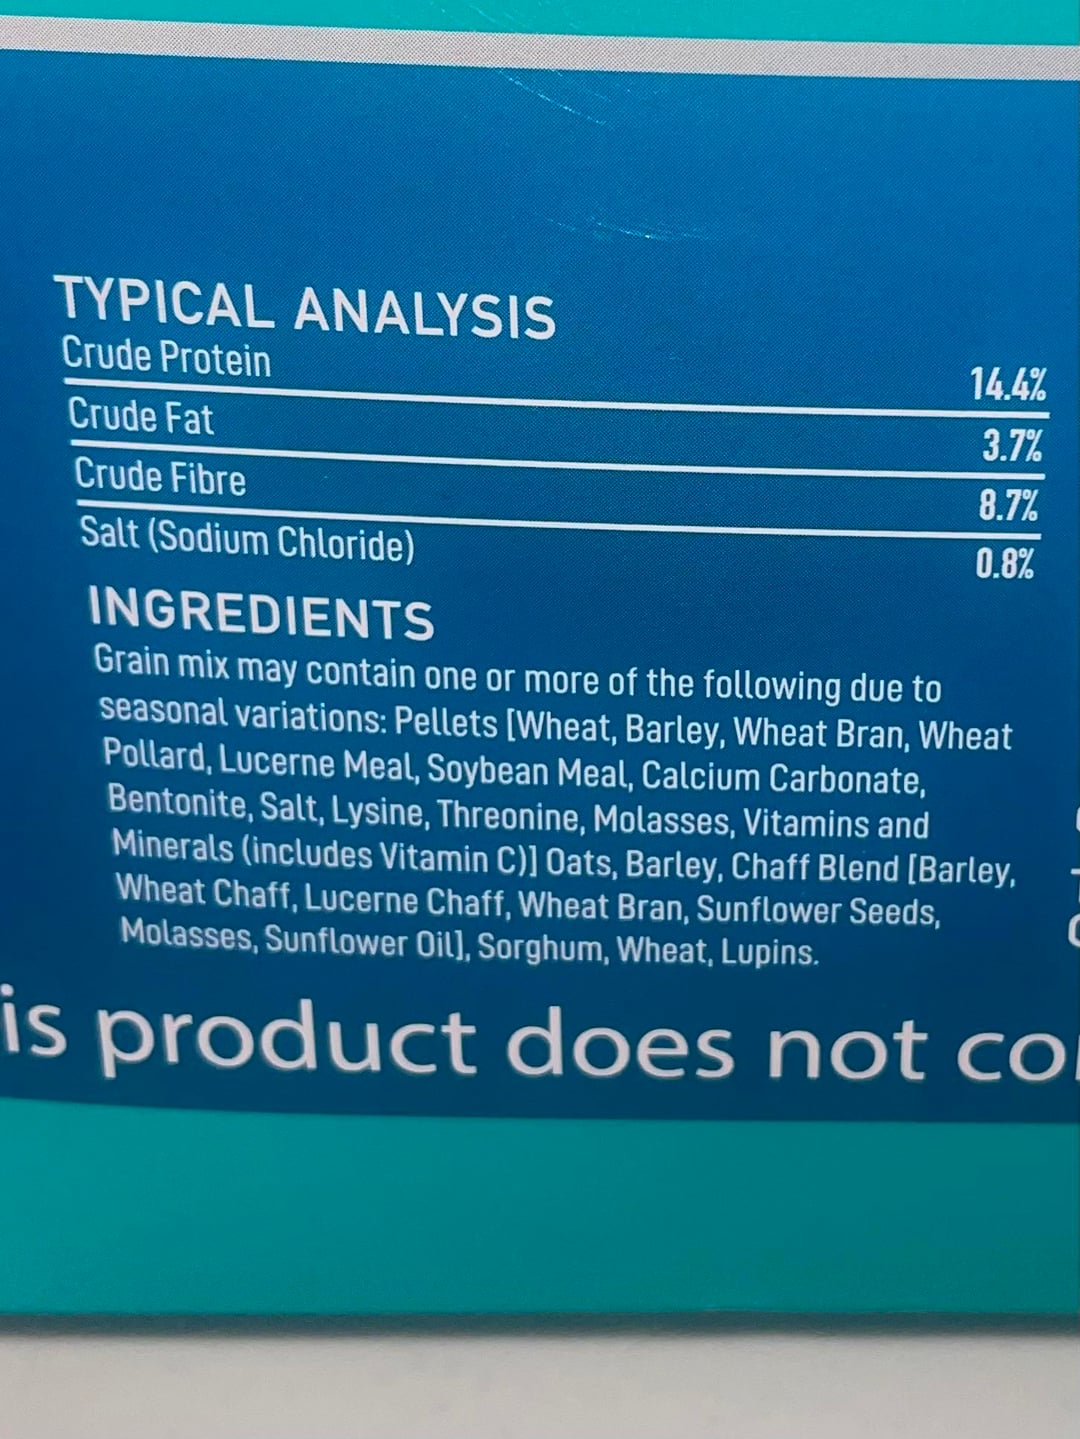 TYPICAL ANALYSIS
Crude Protein 14.4%
Crude Fat 3.7%
Crude Fibre 8.7%
Salt (Sodium Chloride) 0.8%
INGREDIENTS
Grain mix may contain one or more of the following due to
seasonal variations: Pellets [Wheat, Barley, Wheat Bran, Wheat
Pollard, Lucerne Meal, Soybean Meal, Calcium Carbonate,
Bentonite, Salt, Lysine, Threonine, Molasses, Vitamins and
Minerals (includes Vitamin C)] Oats, Barley, Chaff Blend [Barley,
Wheat Chaff, Lucerne Chaff, Wheat Bran, Sunflower Seeds,
Molasses, Sunflower Oil], Sorghum, Wheat, Lupins.
is product does not co